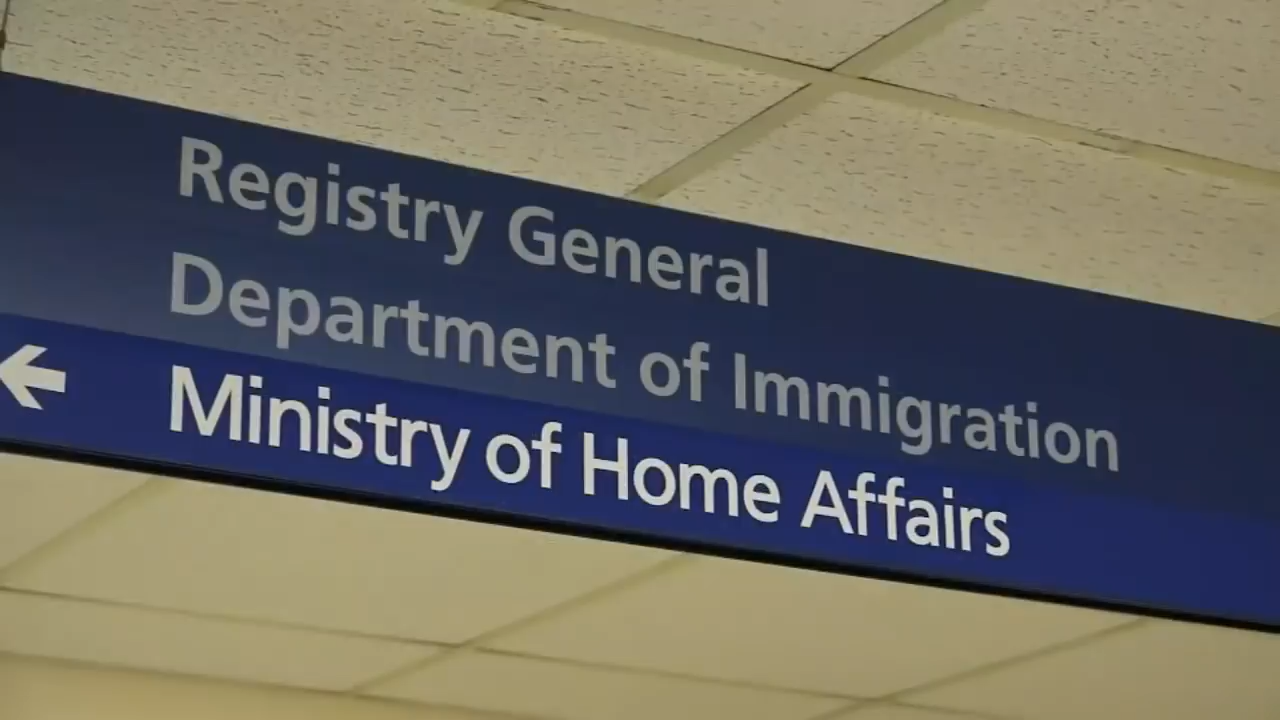 Registry General
Department of Immigration
Ministry of Home Affairs